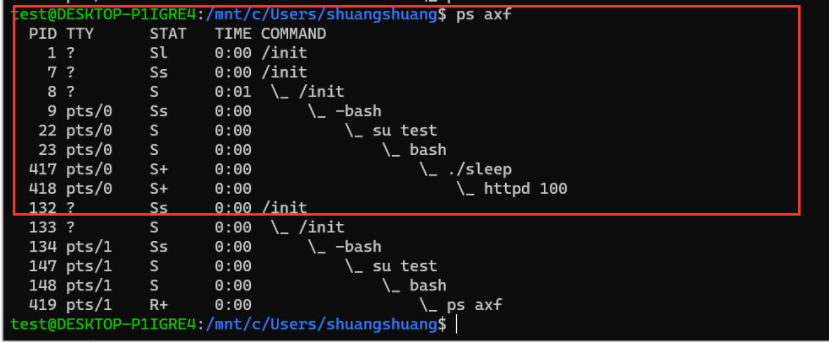 test@DESKTOP-P1IGRE4:/mnt/c/Users/shuangshuang$ ps axf
  PID TTY      STAT   TIME COMMAND
    1 ?        Sl     0:00 /init
    7 ?        Ss     0:00 /init
    8 ?        S      0:01  \_ /init
    9 pts/0    Ss     0:00      \_ -bash
   22 pts/0    S      0:00          \_ su test
   23 pts/0    S      0:00              \_ bash
  417 pts/0    S+     0:00                  \_ ./sleep
  418 pts/0    S+     0:00                      \_ httpd 100
  132 ?        Ss     0:00 /init
  133 ?        S      0:00  \_ /init
  134 pts/1    Ss     0:00      \_ -bash
  147 pts/1    S      0:00          \_ su test
  148 pts/1    S      0:00              \_ bash
  419 pts/1    R+     0:00                  \_ ps axf
test@DESKTOP-P1IGRE4:/mnt/c/Users/shuangshuang$